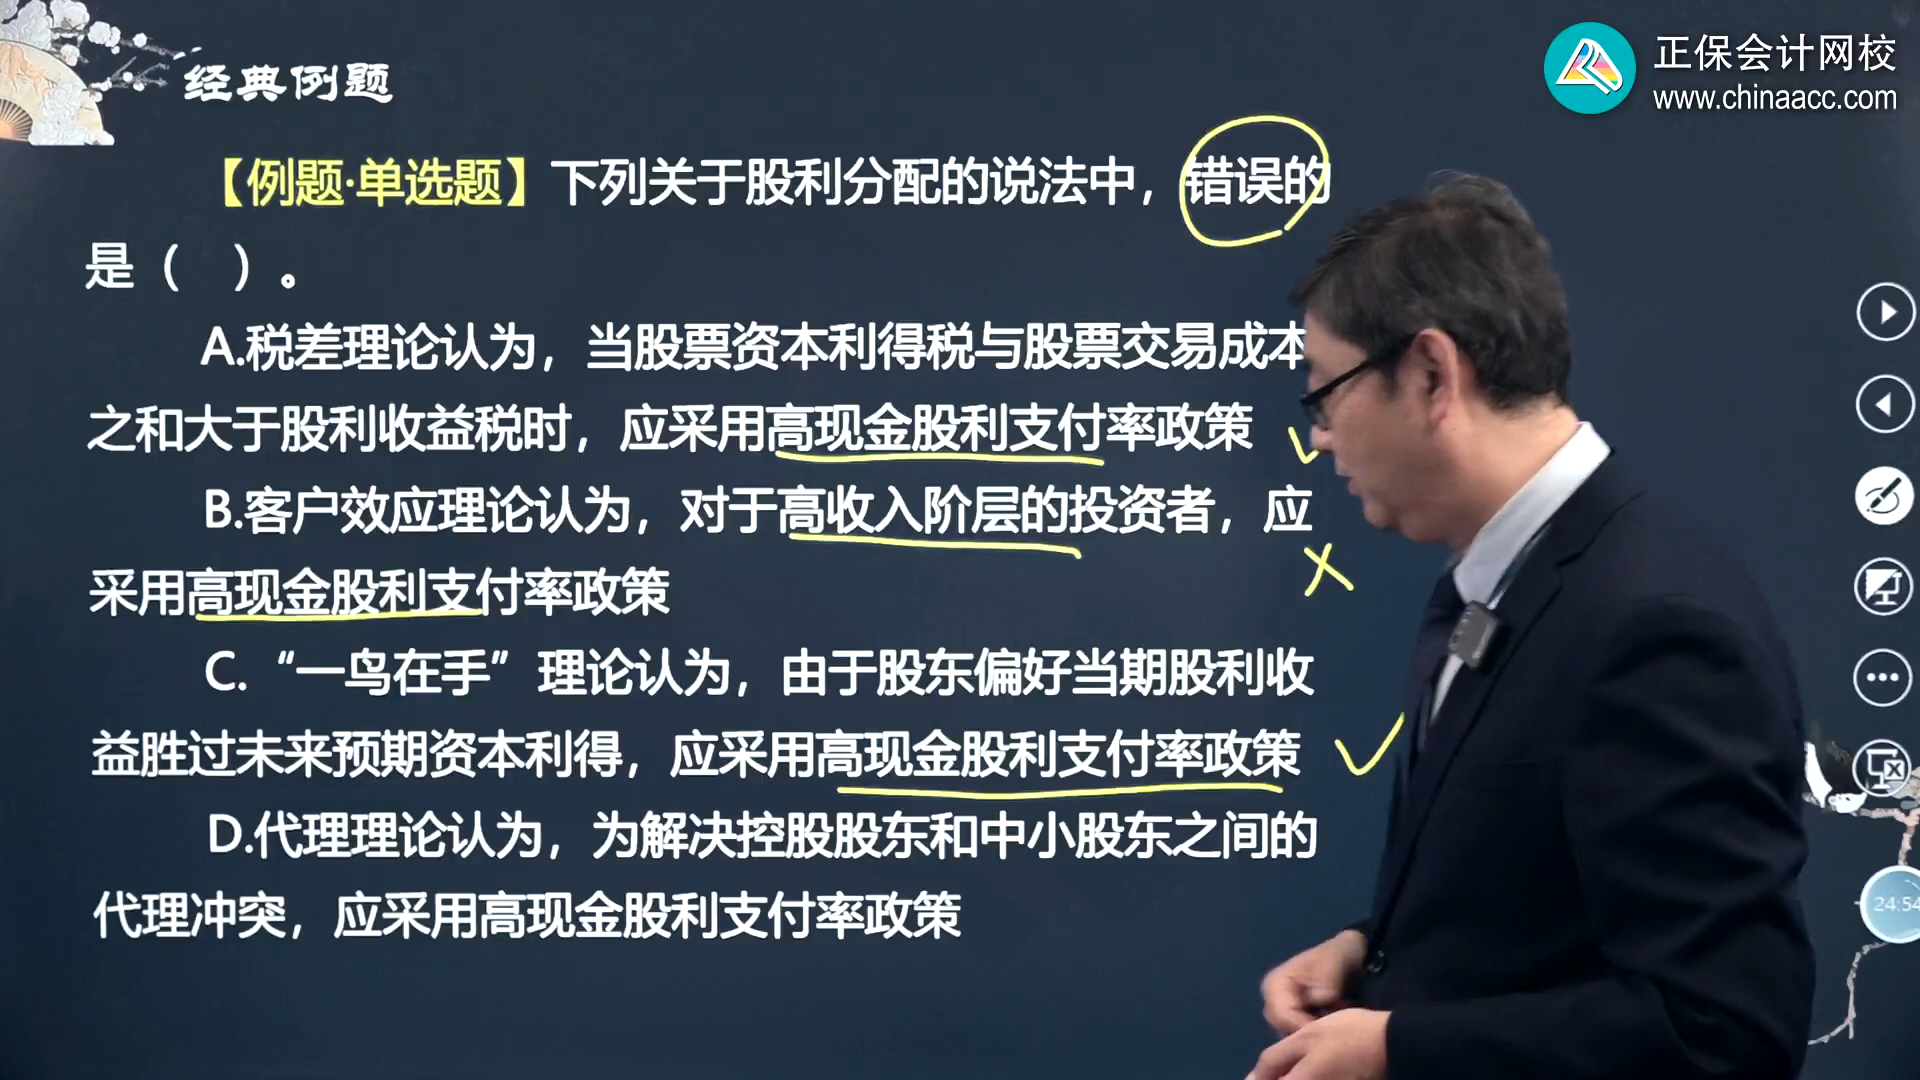 经典例题
正保会计网校
www.chinaacc.com
【例题·单选题】下列关于股利分配的说法中，错误的
是（　）。
A.税差理论认为，当股票资本利得税与股票交易成本
之和大于股利收益税时，应采用高现金股利支付率政策
B.客户效应理论认为，对于高收入阶层的投资者，应
采用高现金股利支付率政策
C.“一鸟在手”理论认为，由于股东偏好当期股利收
益胜过未来预期资本利得，应采用高现金股利支付率政策
D.代理理论认为，为解决控股股东和中小股东之间的
代理冲突，应采用高现金股利支付率政策
24:54